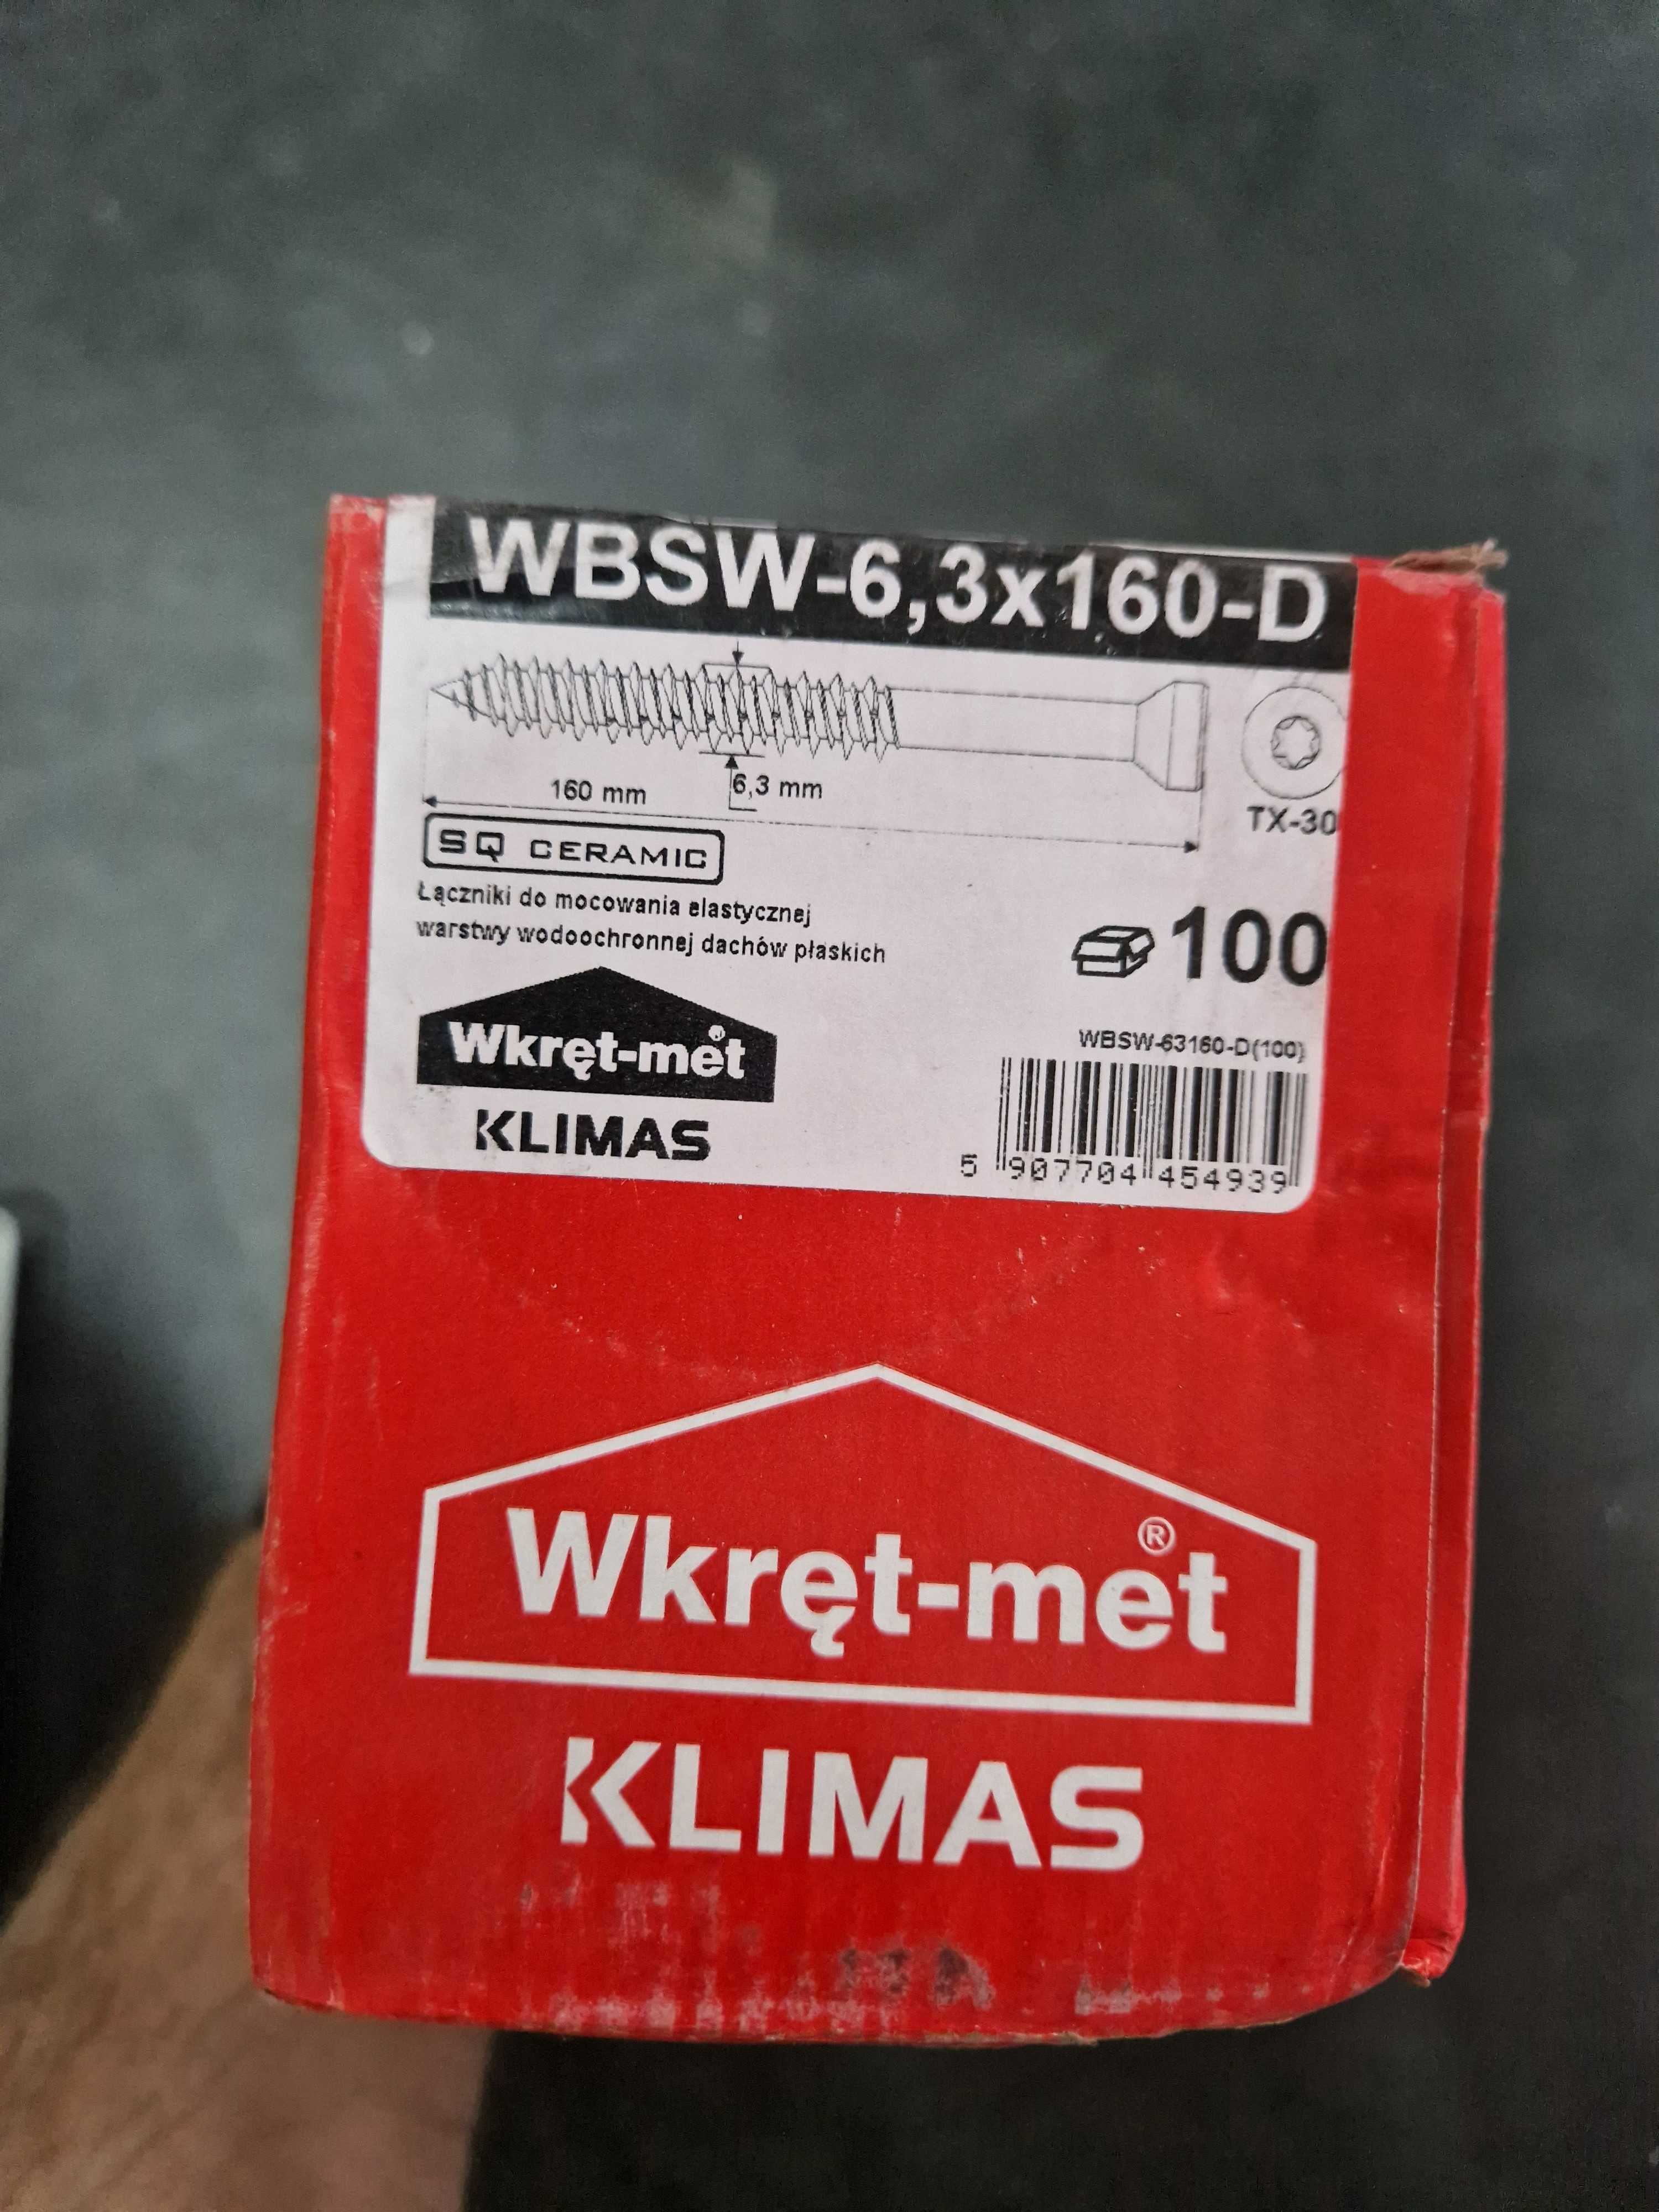 WBSW-6,3x160-D
160 mm
6,3 mm
TX-30
SQ CERAMIC
Łączniki do mocowania elastycznej
warstwy wodoochronnej dachów płaskich
100
Wkręt-met
KLIMAS
WBSW-63160-D(100)
5 907704 454939
Wkręt-met®
KLIMAS